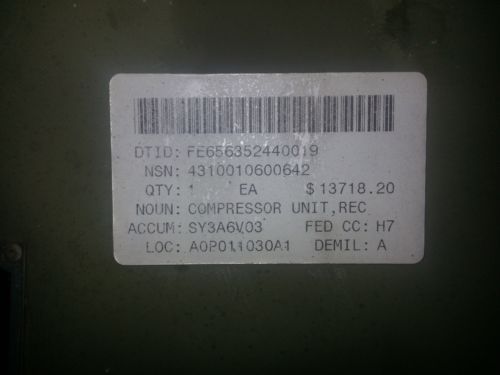 DTID: FE656352440019
NSN: 4310010600642
QTY: 1 EA $13718.20
NOUN: COMPRESSOR UNIT,REC
ACCUM: SY3A6V03 FED CC: H7
LOC: A0P011030A1 DEMIL: A